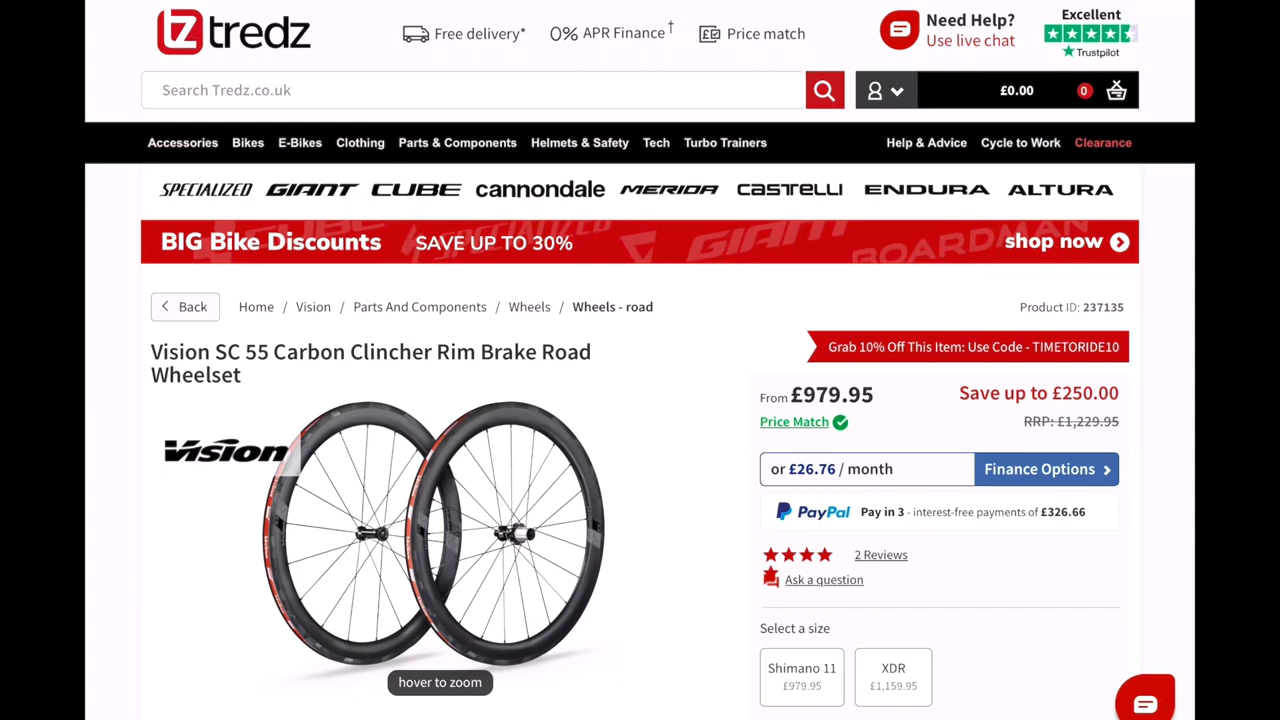 tredz
Free delivery*
0% APR Finance †
Price match
Need Help?
Use live chat
Excellent
Trustpilot
Search Tredz.co.uk
£0.00
0
Accessories Bikes E-Bikes Clothing Parts & Components Helmets & Safety Tech Turbo Trainers Help & Advice Cycle to Work Clearance
SPECIALIZED GIANT CUBE cannondale MERIDA CASTELLI ENDURA ALTURA
BIG Bike Discounts SAVE UP TO 30% shop now
CUBE SPECIALIZED GIANT BOARDMAN
Back
Home / Vision / Parts And Components / Wheels / Wheels - road
Product ID: 237135
Vision SC 55 Carbon Clincher Rim Brake Road
Wheelset
Vision
hover to zoom
Grab 10% Off This Item: Use Code - TIMETORIDE10
From £979.95
Save up to £250.00
Price Match
RRP: £1,229.95
or £26.76 / month
Finance Options
PayPal Pay in 3 - interest-free payments of £326.66
2 Reviews
Ask a question
Select a size
Shimano 11
£979.95
XDR
£1,159.95